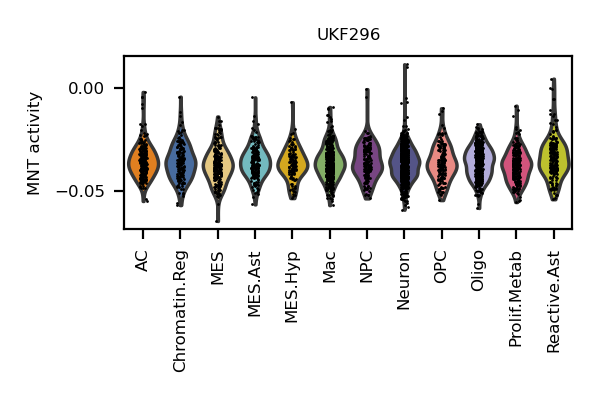 UKF296
MNT activity
0.00
−0.05
AC
Chromatin.Reg
MES
MES.Ast
MES.Hyp
Mac
NPC
Neuron
OPC
Oligo
Prolif.Metab
Reactive.Ast